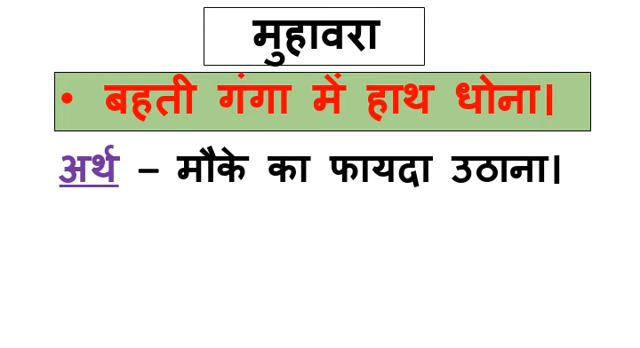 मुहावरा
• बहती गंगा में हाथ धोना।
अर्थ – मौके का फायदा उठाना।